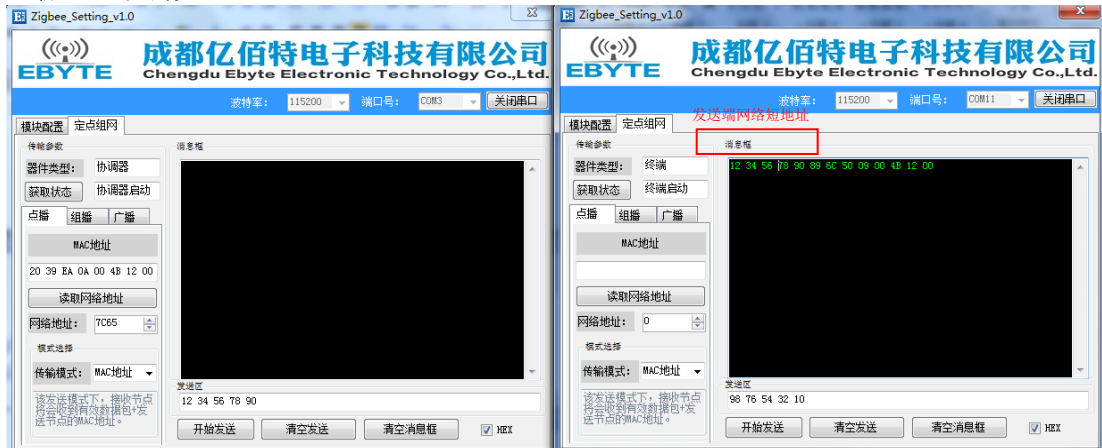 Zigbee_Setting_v1.0
((•))
EBYTE
成都亿佰特电子科技有限公司
Chengdu Ebyte Electronic Technology Co.,Ltd.
波特率: 115200 端口号: COM3 关闭串口
模块配置 定点组网
传输参数
器件类型: 协调器
获取状态 协调器启动
点播 组播 广播
MAC地址
20 39 EA 0A 00 4B 12 00
读取网络地址
网络地址: 7C65
模式选择
传输模式: MAC地址
该发送模式下，接收节点
将会收到有效数据包+发
送节点的MAC地址。
消息框
发送区
12 34 56 78 90
开始发送 清空发送 清空消息框 HEX
Zigbee_Setting_v1.0
((•))
EBYTE
成都亿佰特电子科技有限公司
Chengdu Ebyte Electronic Technology Co.,Ltd.
波特率: 115200 端口号: COM11 关闭串口
发送端网络短地址
模块配置 定点组网
传输参数
器件类型: 终端
获取状态 终端启动
点播 组播 广播
MAC地址
读取网络地址
网络地址: 0
模式选择
传输模式: MAC地址
该发送模式下，接收节点
将会收到有效数据包+发
送节点的MAC地址。
消息框
12 34 56 78 90 89 6C 50 09 00 4B 12 00
发送区
98 76 54 32 10
开始发送 清空发送 清空消息框 HEX